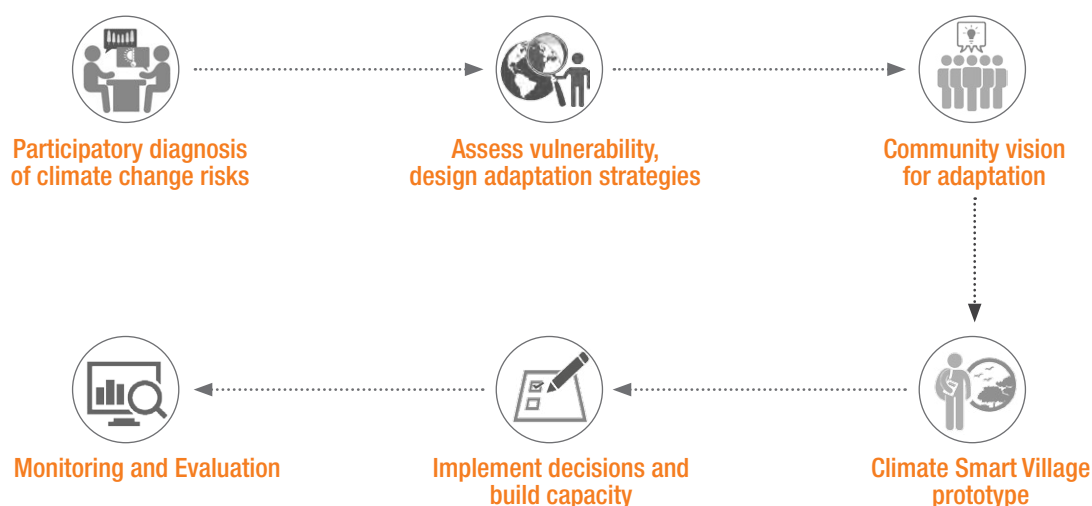 Participatory diagnosis
of climate change risks
Assess vulnerability,
design adaptation strategies
Community vision
for adaptation
Monitoring and Evaluation
Implement decisions and
build capacity
Climate Smart Village
prototype